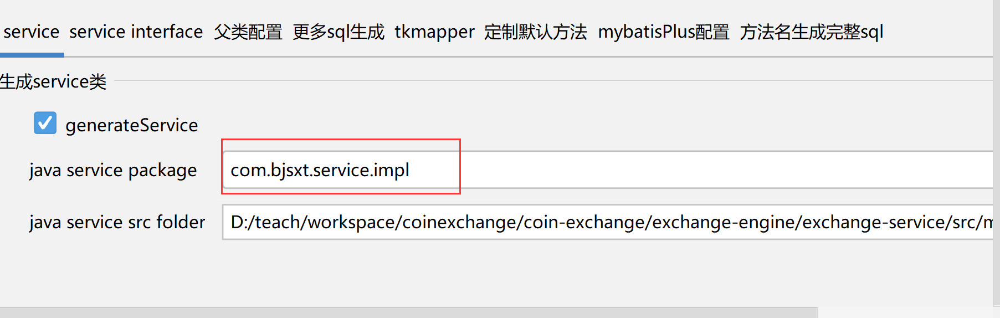 service service interface 父类配置 更多sql生成 tkmapper 定制默认方法 mybatisPlus配置 方法名生成完整sql
生成service类
generateService
java service package com.bjsxt.service.impl
java service src folder D:/teach/workspace/coinexchange/coin-exchange/exchange-engine/exchange-service/src/m